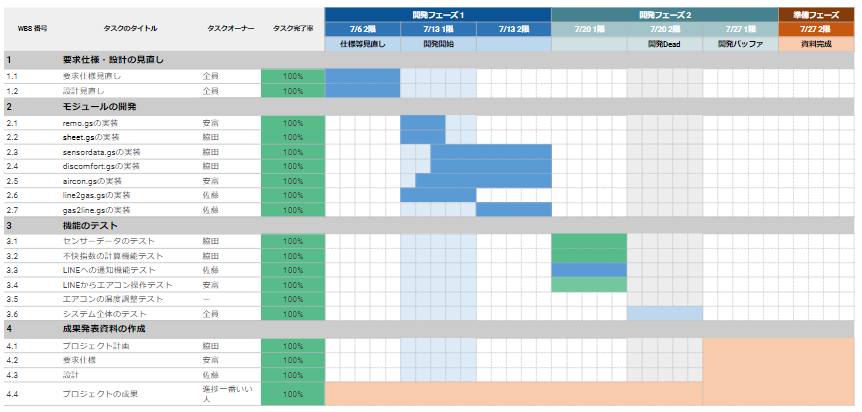 WBS 番号 タスクのタイトル タスクオーナー タスク完了率 開発フェーズ 1 開発フェーズ 2 準備フェーズ
7/6 2限 7/13 1限 7/13 2限 7/20 1限 7/20 2限 7/27 1限 7/27 2限
仕様等見直し 開発開始 開発Dead 開発バッファ 資料完成
1 要求仕様・設計の見直し
1.1 要求仕様見直し 全員 100%
1.2 設計見直し 全員 100%
2 モジュールの開発
2.1 remo.gsの実装 安富 100%
2.2 sheet.gsの実装 脇田 100%
2.3 sensordata.gsの実装 脇田 100%
2.4 discomfort.gsの実装 脇田 100%
2.5 aircon.gsの実装 安富 100%
2.6 line2gas.gsの実装 佐藤 100%
2.7 gas2line.gsの実装 佐藤 100%
3 機能のテスト
3.1 センサーデータのテスト 脇田 100%
3.2 不快指数の計算機能テスト 脇田 100%
3.3 LINEへの通知機能テスト 佐藤 100%
3.4 LINEからエアコン操作テスト 安富 100%
3.5 エアコンの温度調整テスト ー 100%
3.6 システム全体のテスト 全員 100%
4 成果発表資料の作成
4.1 プロジェクト計画 脇田 100%
4.2 要求仕様 安富 100%
4.3 設計 佐藤 100%
4.4 プロジェクトの成果 進捗一番いい人 100%